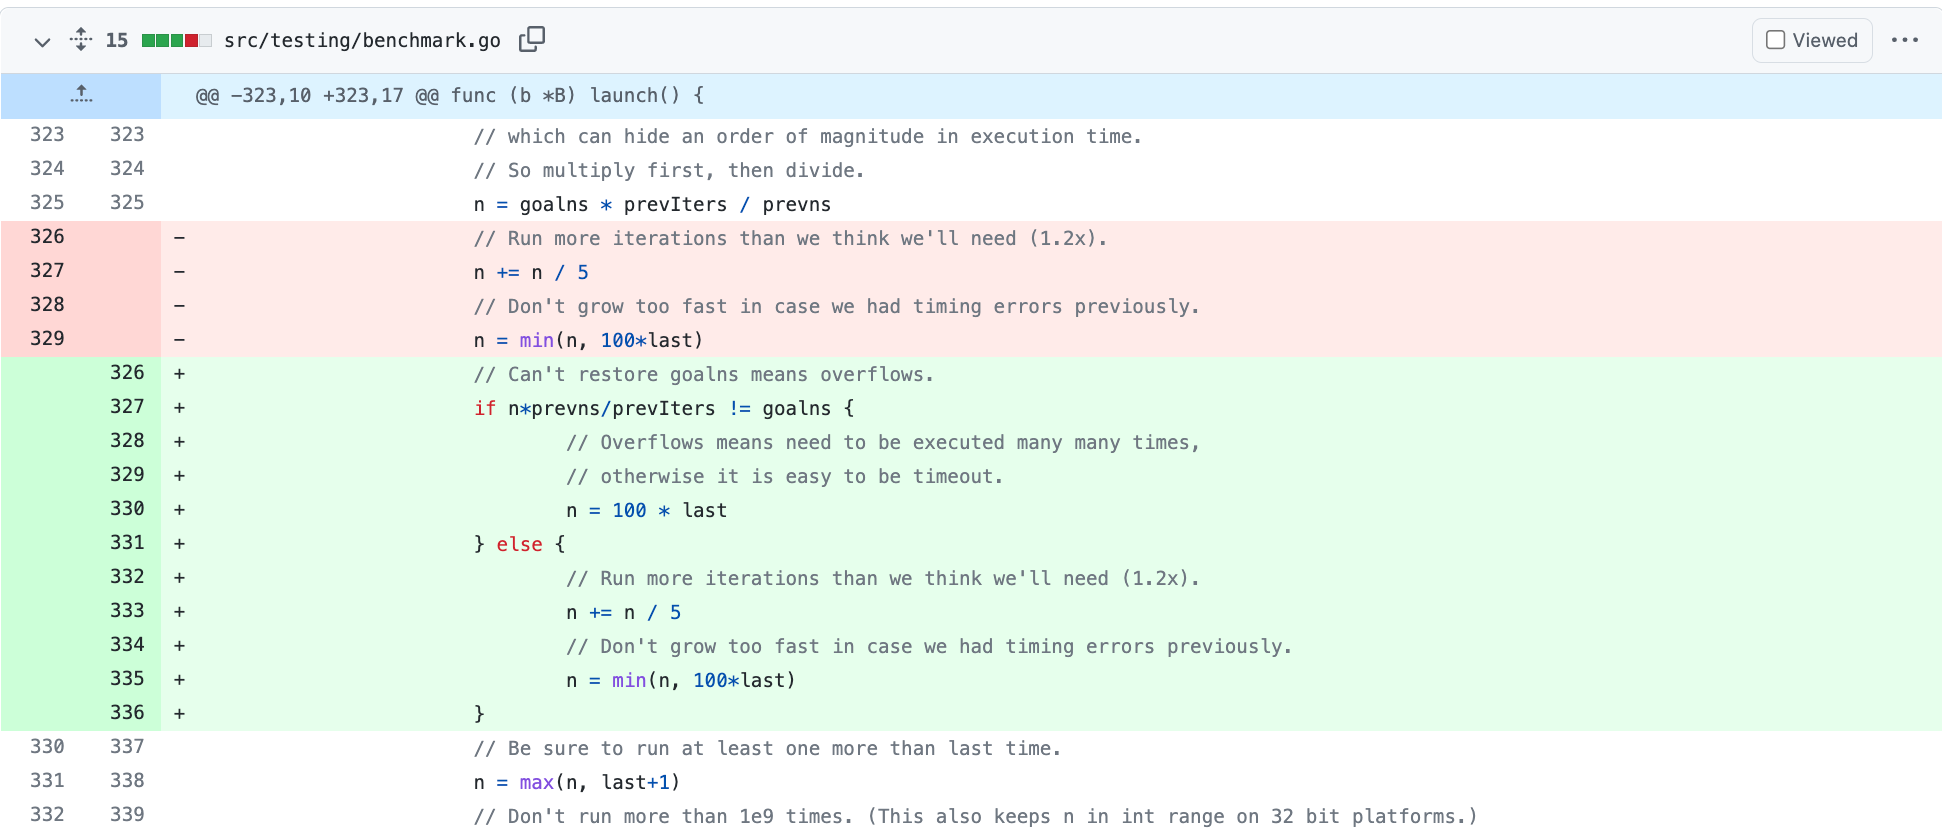 15 src/testing/benchmark.go Viewed
@@ -323,10 +323,17 @@ func (b *B) launch() {
323 323 // which can hide an order of magnitude in execution time.
324 324 // So multiply first, then divide.
325 325 n = goalns * prevIters / prevns
326 - // Run more iterations than we think we'll need (1.2x).
327 - n += n / 5
328 - // Don't grow too fast in case we had timing errors previously.
329 - n = min(n, 100*last)
326 + // Can't restore goalns means overflows.
327 + if n*prevns/prevIters != goalns {
328 + // Overflows means need to be executed many many times,
329 + // otherwise it is easy to be timeout.
330 + n = 100 * last
331 + } else {
332 + // Run more iterations than we think we'll need (1.2x).
333 + n += n / 5
334 + // Don't grow too fast in case we had timing errors previously.
335 + n = min(n, 100*last)
336 + }
330 337 // Be sure to run at least one more than last time.
331 338 n = max(n, last+1)
332 339 // Don't run more than 1e9 times. (This also keeps n in int range on 32 bit platforms.)